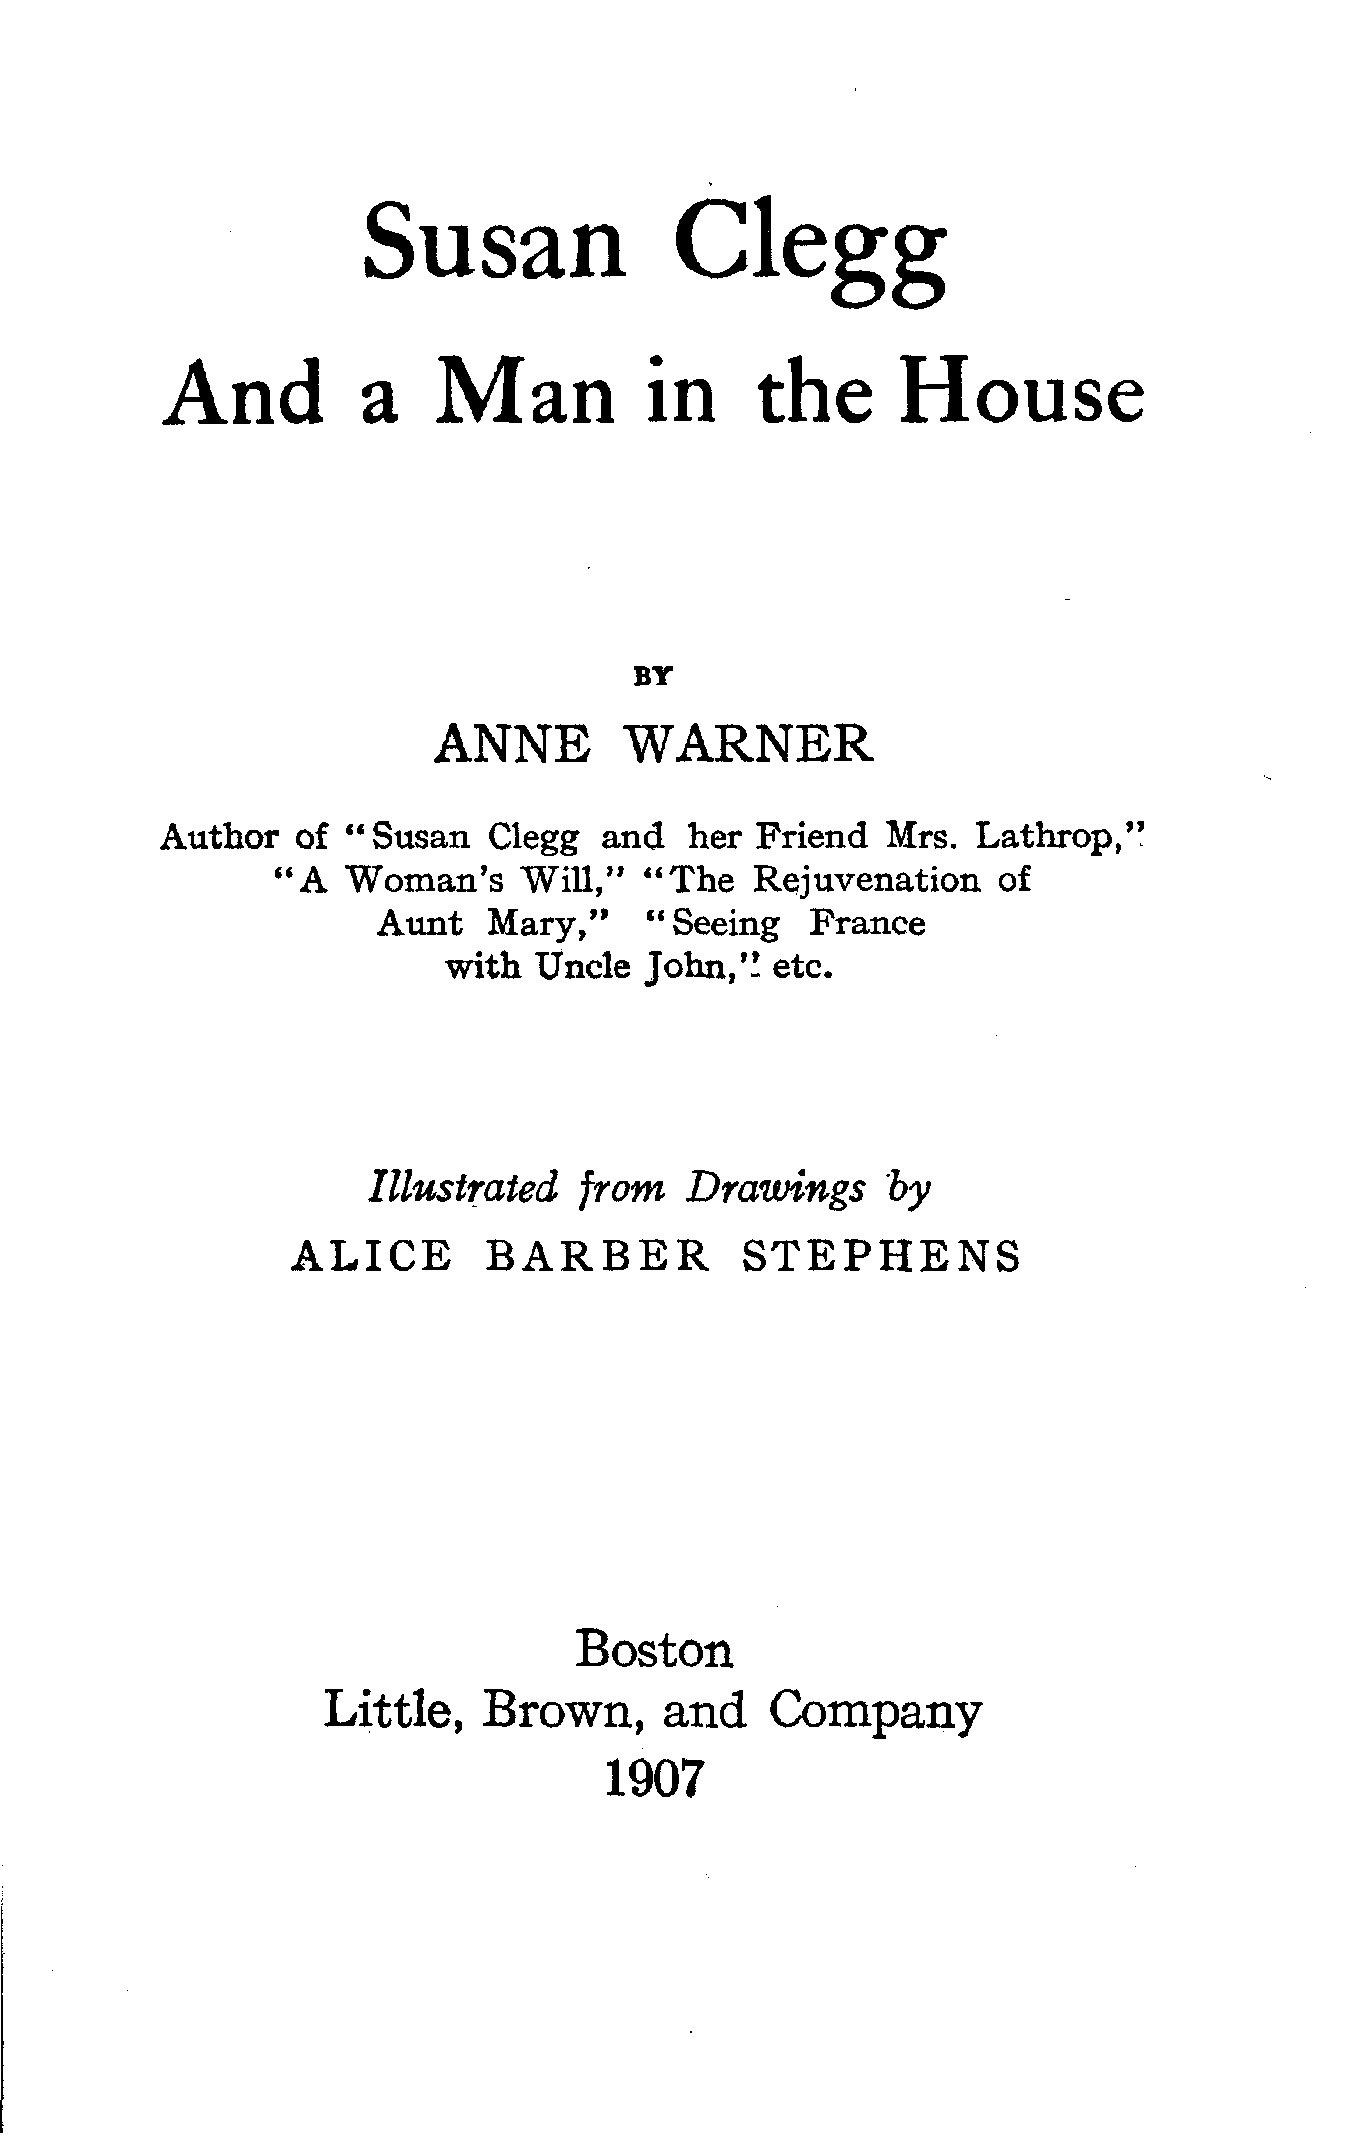 Susan Clegg
And a Man in the House
BY
ANNE WARNER
Author of "Susan Clegg and her Friend Mrs. Lathrop,"
"A Woman's Will," "The Rejuvenation of
Aunt Mary," "Seeing France
with Uncle John," etc.
Illustrated from Drawings by
ALICE BARBER STEPHENS
Boston
Little, Brown, and Company
1907